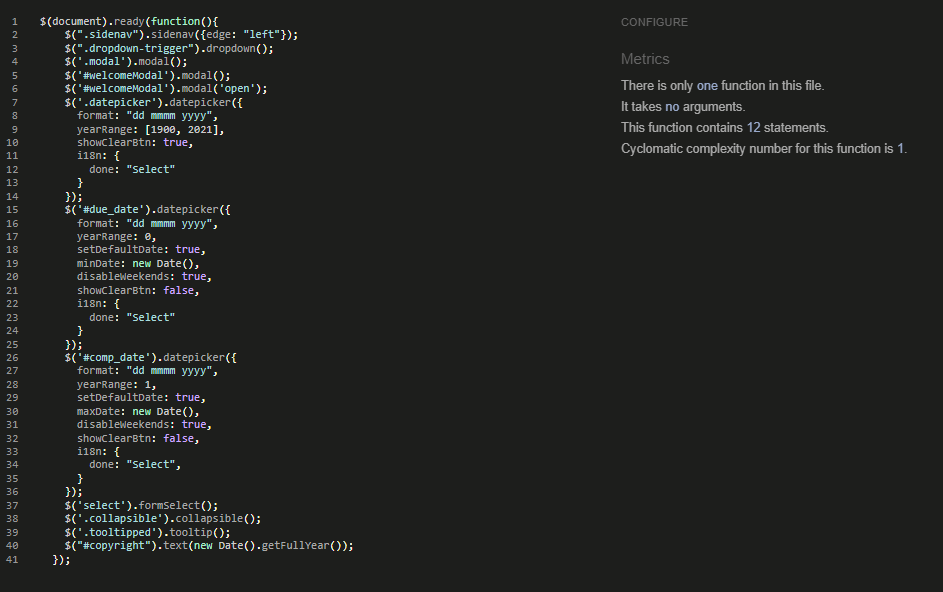 1 $(document).ready(function(){
2 $(".sidenav").sidenav({edge: "left"});
3 $(".dropdown-trigger").dropdown();
4 $('.modal').modal();
5 $('#welcomeModal').modal();
6 $('#welcomeModal').modal('open');
7 $('.datepicker').datepicker({
8 format: "dd mmmm yyyy",
9 yearRange: [1900, 2021],
10 showClearBtn: true,
11 i18n: {
12 done: "Select"
13 }
14 });
15 $('#due_date').datepicker({
16 format: "dd mmmm yyyy",
17 yearRange: 0,
18 setDefaultDate: true,
19 minDate: new Date(),
20 disableWeekends: true,
21 showClearBtn: false,
22 i18n: {
23 done: "Select"
24 }
25 });
26 $('#comp_date').datepicker({
27 format: "dd mmmm yyyy",
28 yearRange: 1,
29 setDefaultDate: true,
30 maxDate: new Date(),
31 disableWeekends: true,
32 showClearBtn: false,
33 i18n: {
34 done: "Select",
35 }
36 });
37 $('select').formSelect();
38 $('.collapsible').collapsible();
39 $('.tooltipped').tooltip();
40 $("#copyright").text(new Date().getFullYear());
41 });
CONFIGURE
Metrics
There is only one function in this file.
It takes no arguments.
This function contains 12 statements.
Cyclomatic complexity number for this function is 1.